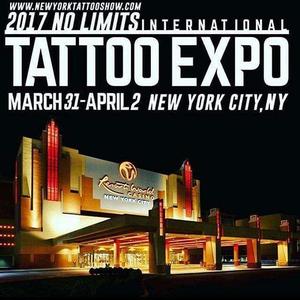 WWW.NEWYORKTATTOOSHOW.COM
2017 NO LIMITS INTERNATIONAL
TATTOO EXPO
MARCH 31-APRIL 2 NEW YORK CITY, NY
Resorts World
CASINO
NEW YORK CITY